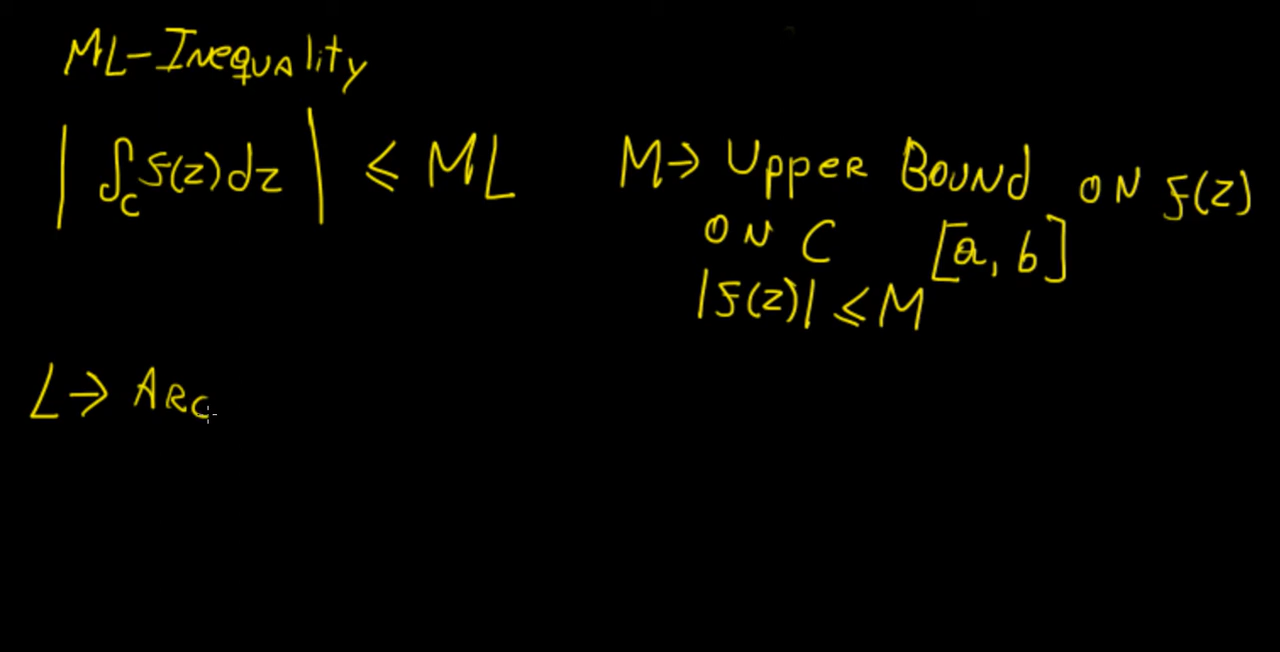 ML-Inequality
|∫_C f(z)dz| ≤ ML
M→ Upper Bound on f(z)
on C [a, b]
|f(z)| ≤ M
L→ Arc